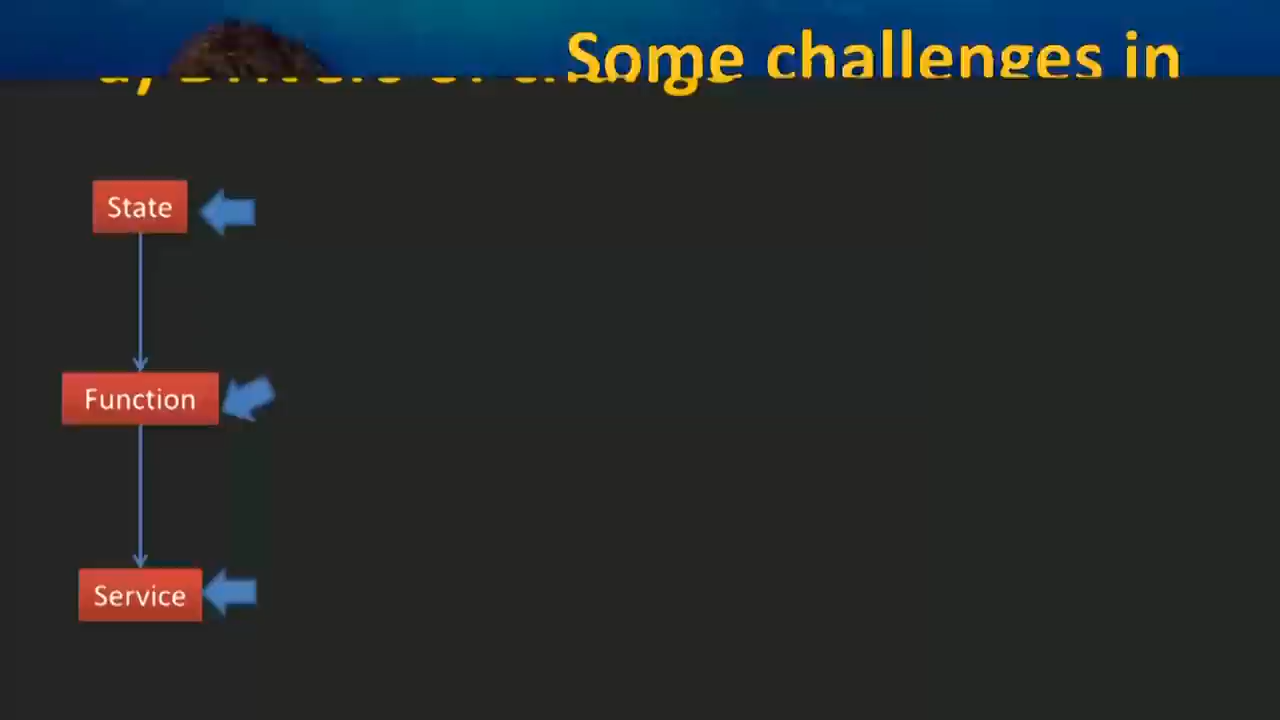 Some challenges in
State
Function
Service